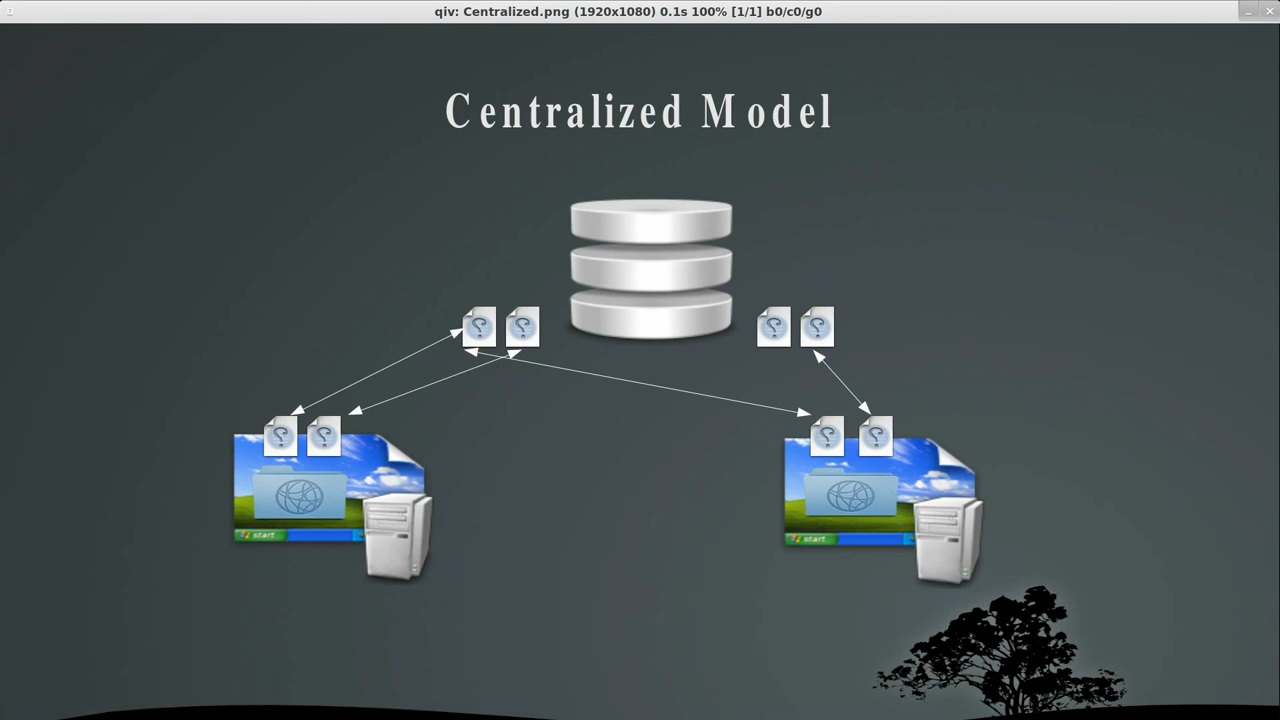 qiv: Centralized.png (1920x1080) 0.1s 100% [1/1] b0/c0/g0
Centralized Model
start
start